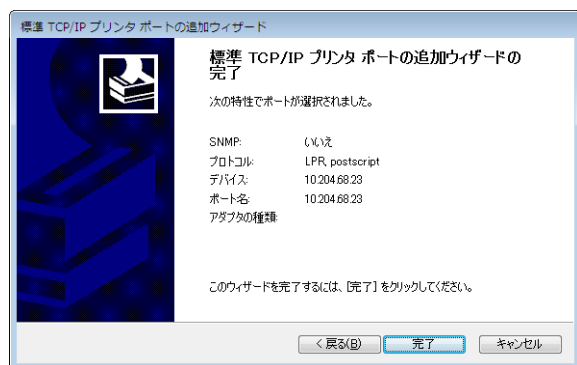 標準 TCP/IP プリンタ ポートの追加ウィザード
標準 TCP/IP プリンタ ポートの追加ウィザードの
完了
次の特性でポートが選択されました。
SNMP: いいえ
プロトコル: LPR, postscript
デバイス: 10.204.68.23
ポート名: 10.204.68.23
アダプタの種類:
このウィザードを完了するには、[完了] をクリックしてください。
< 戻る(B) 完了 キャンセル